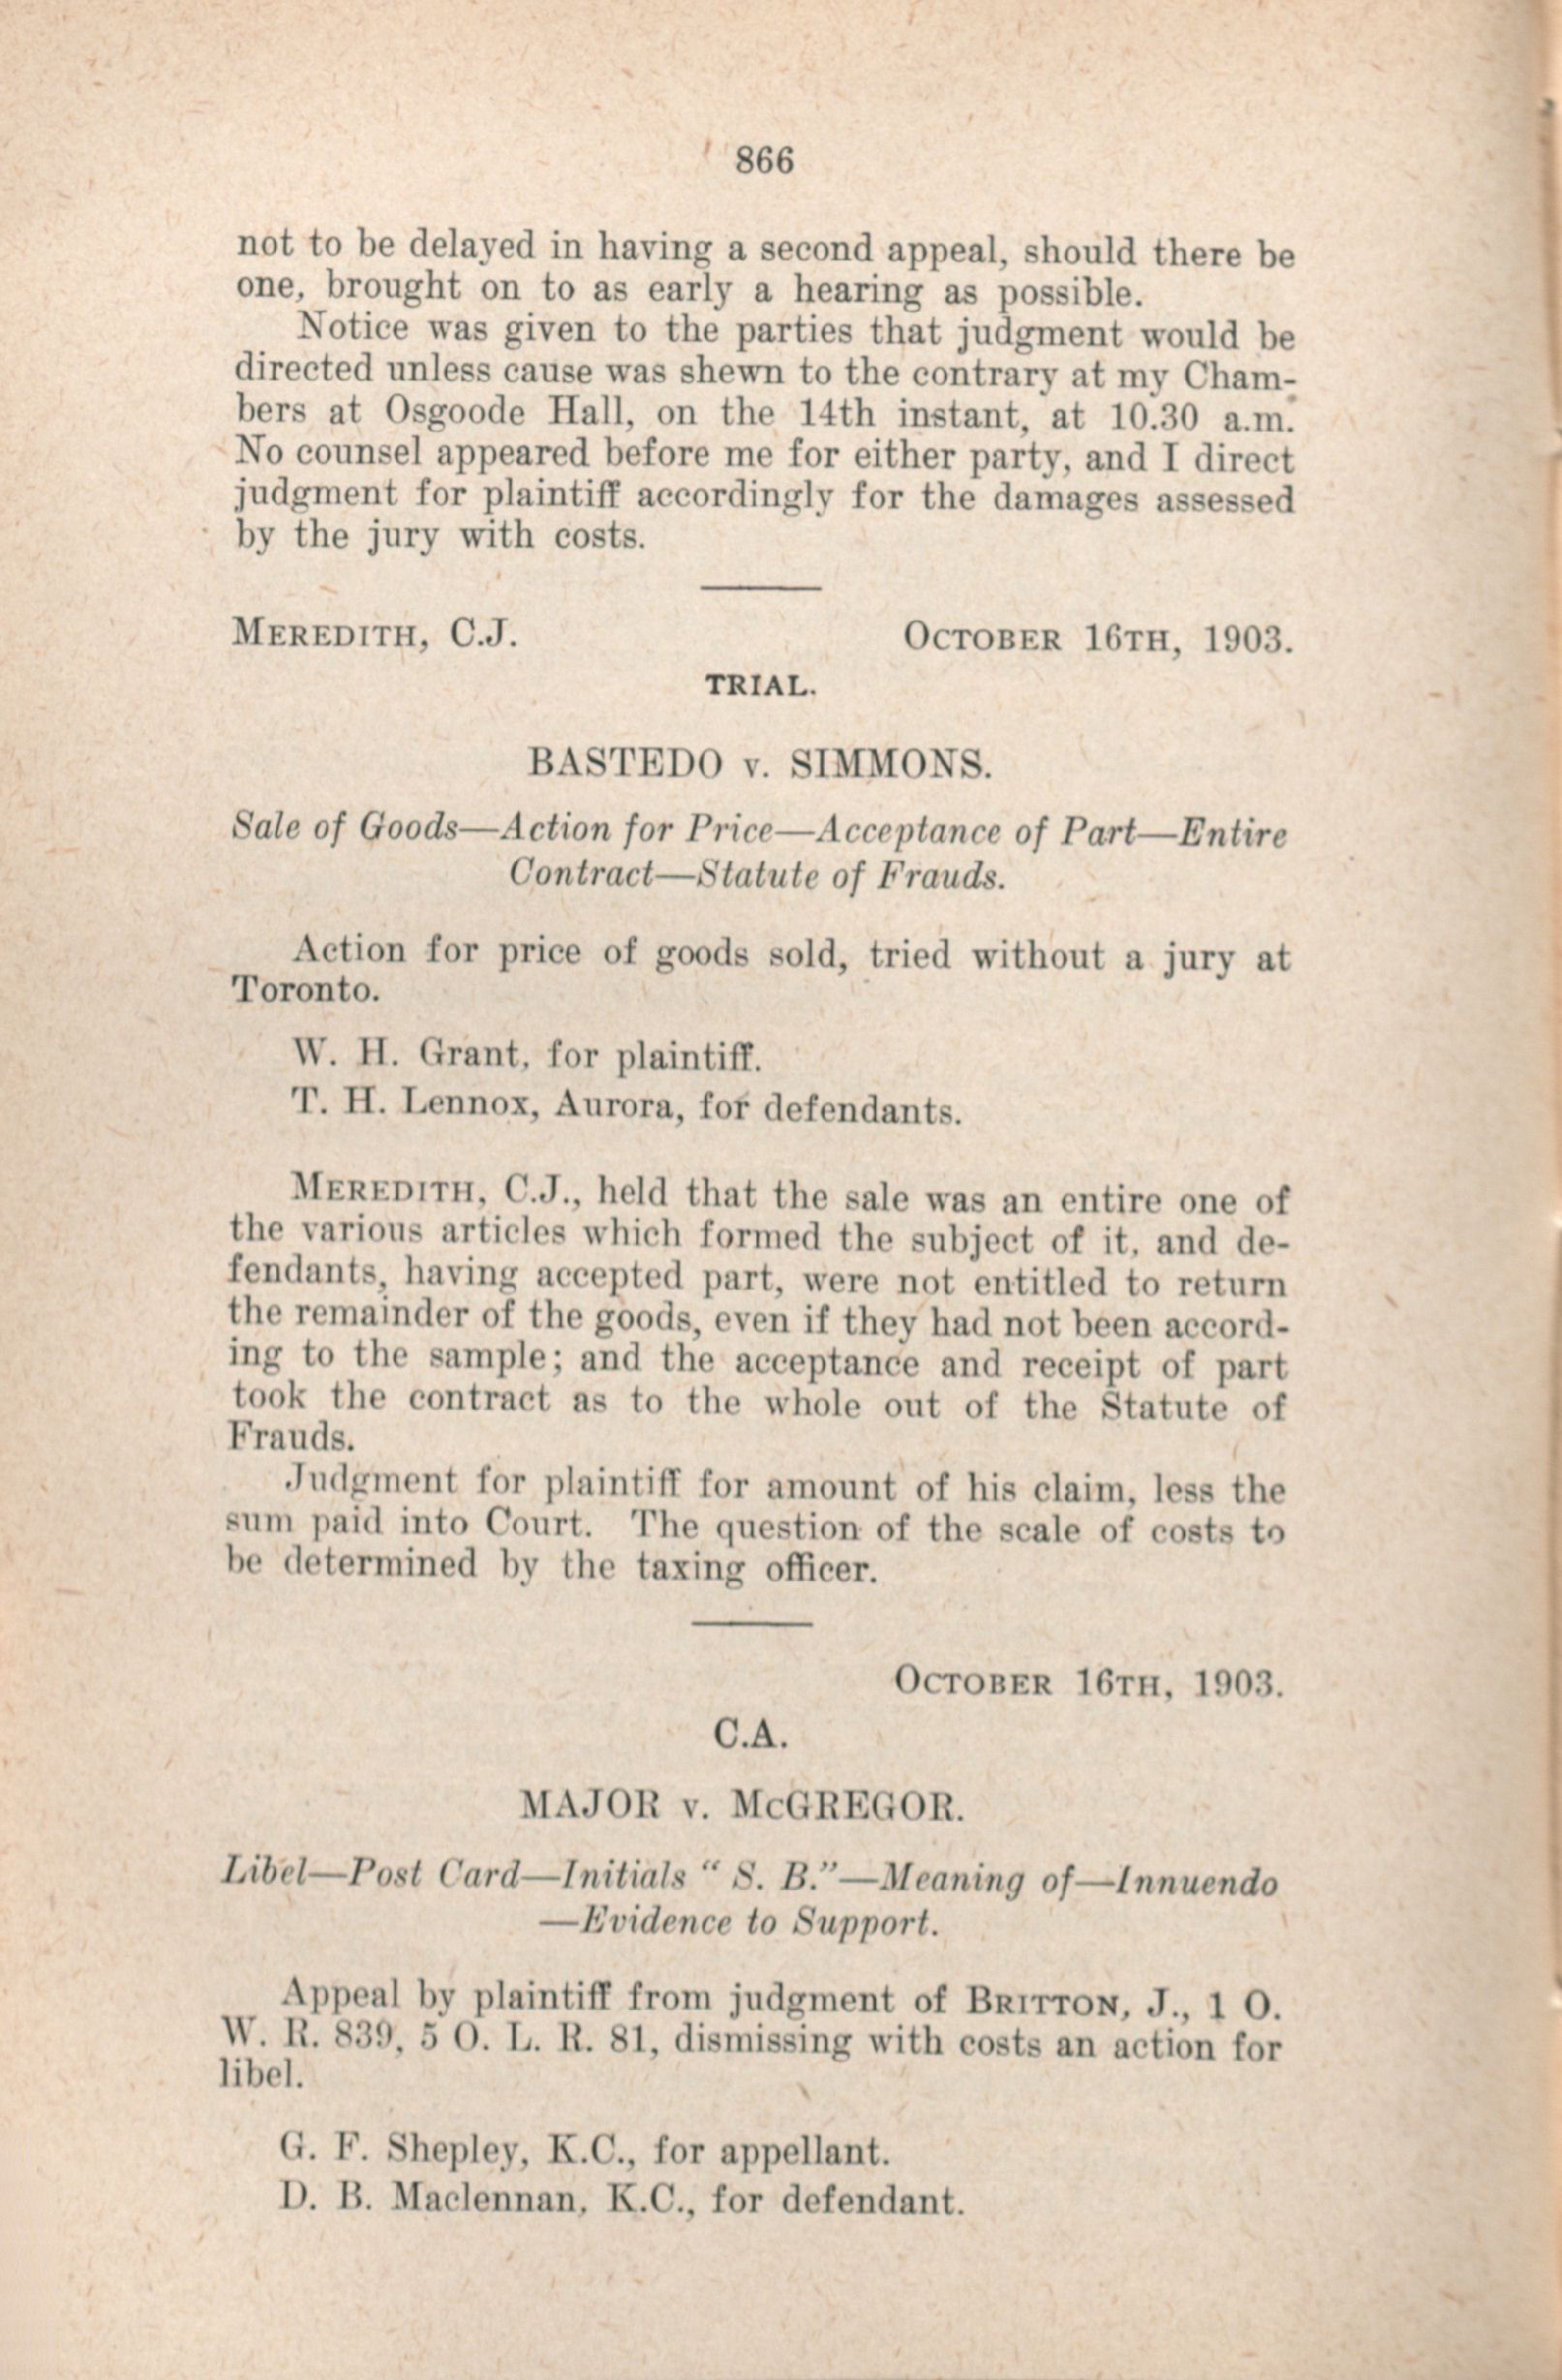 866
not to be delayed in having a second appeal, should there be
one, brought on to as early a hearing as possible.
Notice was given to the parties that judgment would be
directed unless cause was shewn to the contrary at my Cham-
bers at Osgoode Hall, on the 14th instant, at 10.30 a.m.
No counsel appeared before me for either party, and I direct
judgment for plaintiff accordingly for the damages assessed
by the jury with costs.
MEREDITH, C.J. OCTOBER 16TH, 1903.
TRIAL.
BASTEDO v. SIMMONS.
Sale of Goods—Action for Price—Acceptance of Part—Entire
Contract—Statute of Frauds.
Action for price of goods sold, tried without a jury at
Toronto.
W. H. Grant, for plaintiff.
T. H. Lennox, Aurora, for defendants.
MEREDITH, C.J., held that the sale was an entire one of
the various articles which formed the subject of it, and de-
fendants, having accepted part, were not entitled to return
the remainder of the goods, even if they had not been accord-
ing to the sample; and the acceptance and receipt of part
took the contract as to the whole out of the Statute of
Frauds.
Judgment for plaintiff for amount of his claim, less the
sum paid into Court. The question of the scale of costs to
be determined by the taxing officer.
OCTOBER 16TH, 1903.
C.A.
MAJOR v. McGREGOR.
Libel—Post Card—Initials " S. B."—Meaning of—Innuendo
—Evidence to Support.
Appeal by plaintiff from judgment of BRITTON, J., 1 O.
W. R. 839, 5 O. L. R. 81, dismissing with costs an action for
libel.
G. F. Shepley, K.C., for appellant.
D. B. Maclennan, K.C., for defendant.